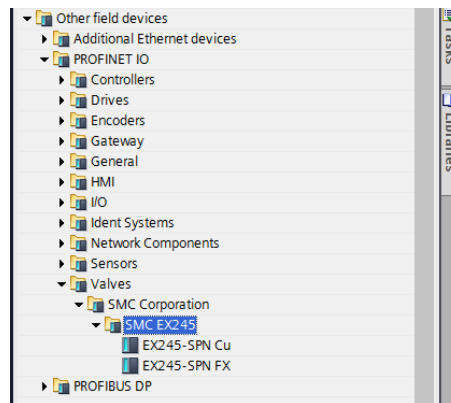 Other field devices
Additional Ethernet devices
PROFINET IO
Controllers
Drives
Encoders
Gateway
General
HMI
I/O
Ident Systems
Network Components
Sensors
Valves
SMC Corporation
SMC EX245
EX245-SPN Cu
EX245-SPN FX
PROFIBUS DP
Tasks
Libraries